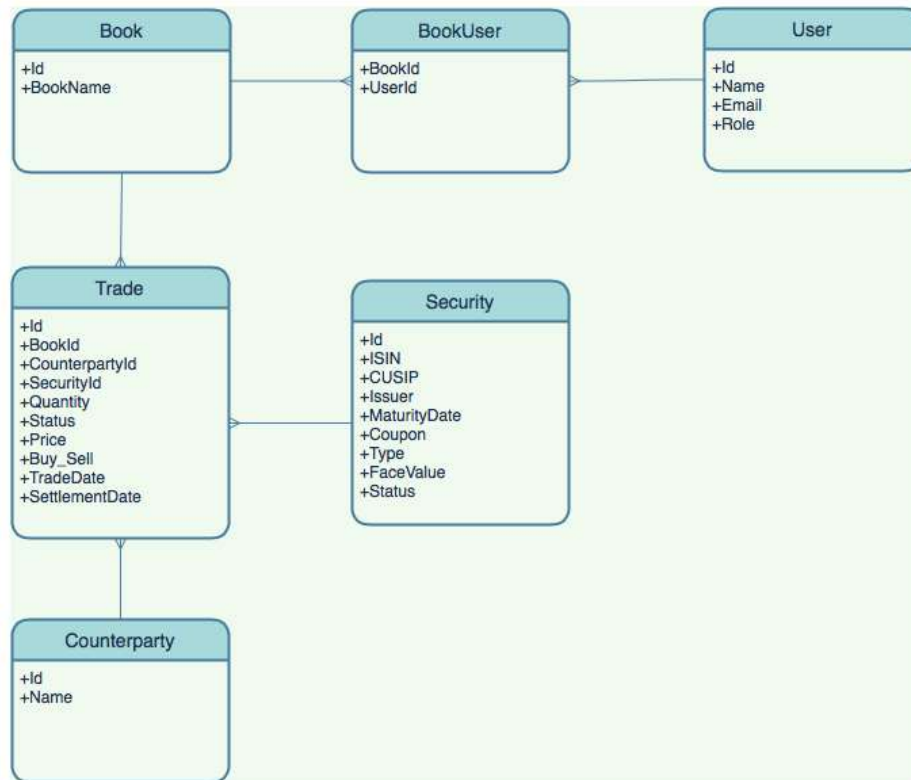 Book
+Id
+BookName
BookUser
+BookId
+UserId
User
+Id
+Name
+Email
+Role
Trade
+Id
+BookId
+CounterpartyId
+SecurityId
+Quantity
+Status
+Price
+Buy_Sell
+TradeDate
+SettlementDate
Security
+Id
+ISIN
+CUSIP
+Issuer
+MaturityDate
+Coupon
+Type
+FaceValue
+Status
Counterparty
+Id
+Name